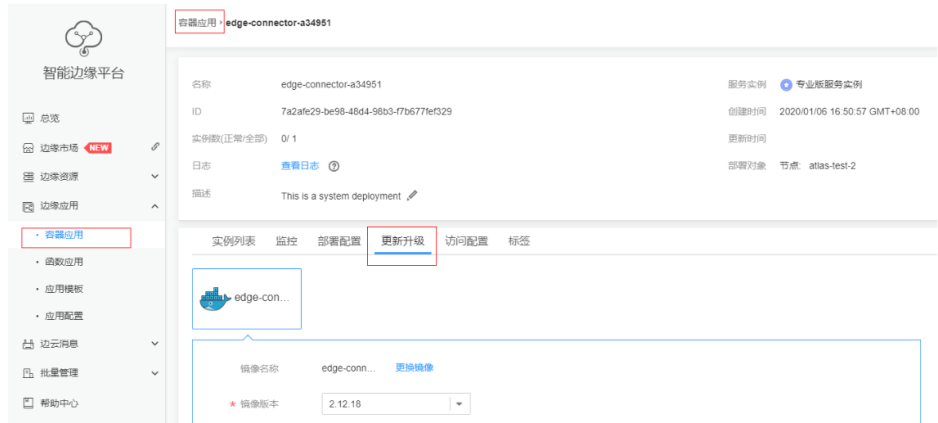 智能边缘平台
总览
边缘市场 NEW
边缘资源
边缘应用
容器应用
函数应用
应用模板
应用配置
边云消息
批量管理
帮助中心
容器应用 › edge-connector-a34951
名称 edge-connector-a34951
服务实例 专业版服务实例
ID 7a2afe29-be98-48d4-98b3-f7b677fef329
创建时间 2020/01/06 16:50:57 GMT+08:00
实例数(正常/全部) 0/ 1
更新时间
日志 查看日志 ?
部署对象 节点: atlas-test-2
描述 This is a system deployment
实例列表 监控 部署配置 更新升级 访问配置 标签
edge-con...
镜像名称 edge-conn... 更换镜像
* 镜像版本 2.12.18